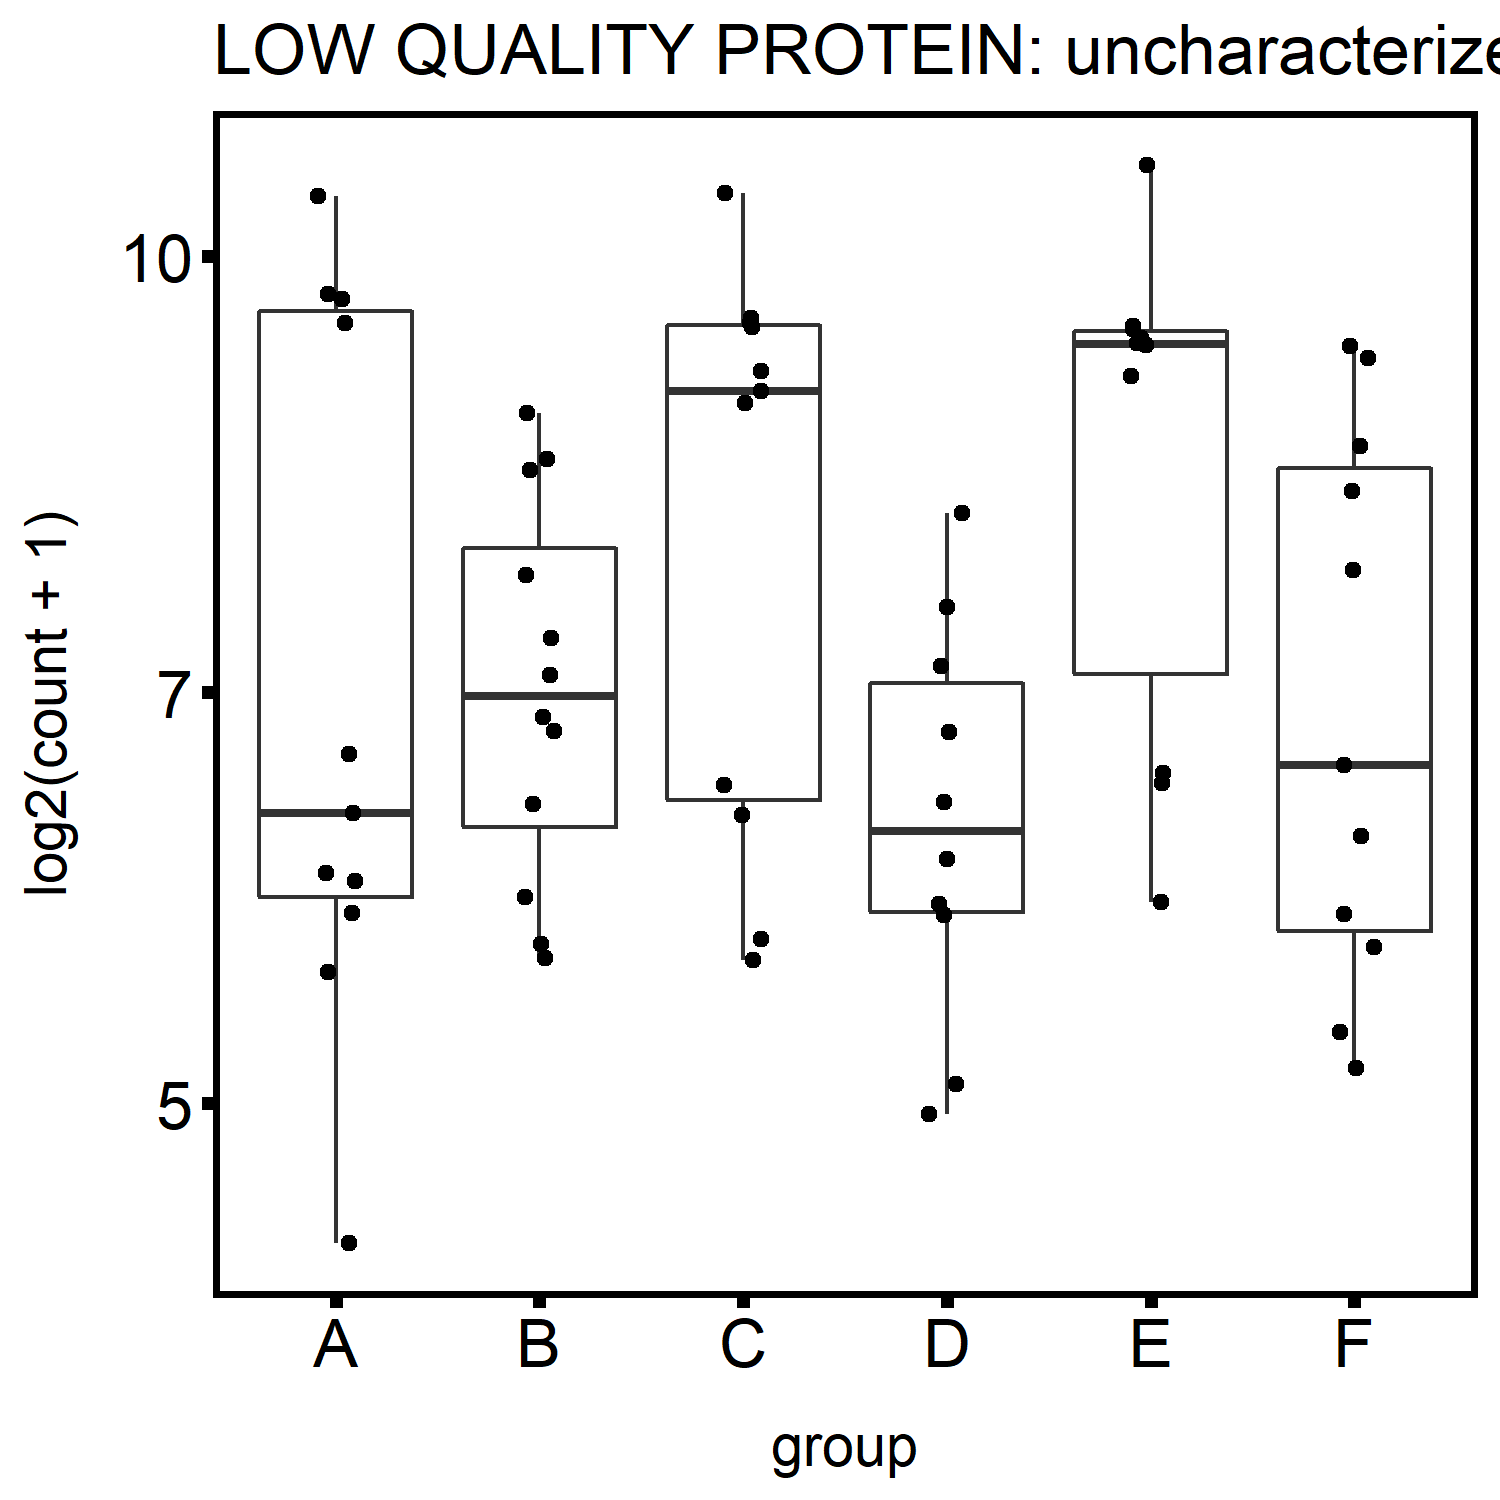 LOW QUALITY PROTEIN: uncharacterize
10
7
5
log2(count + 1)
A B C D E F
group